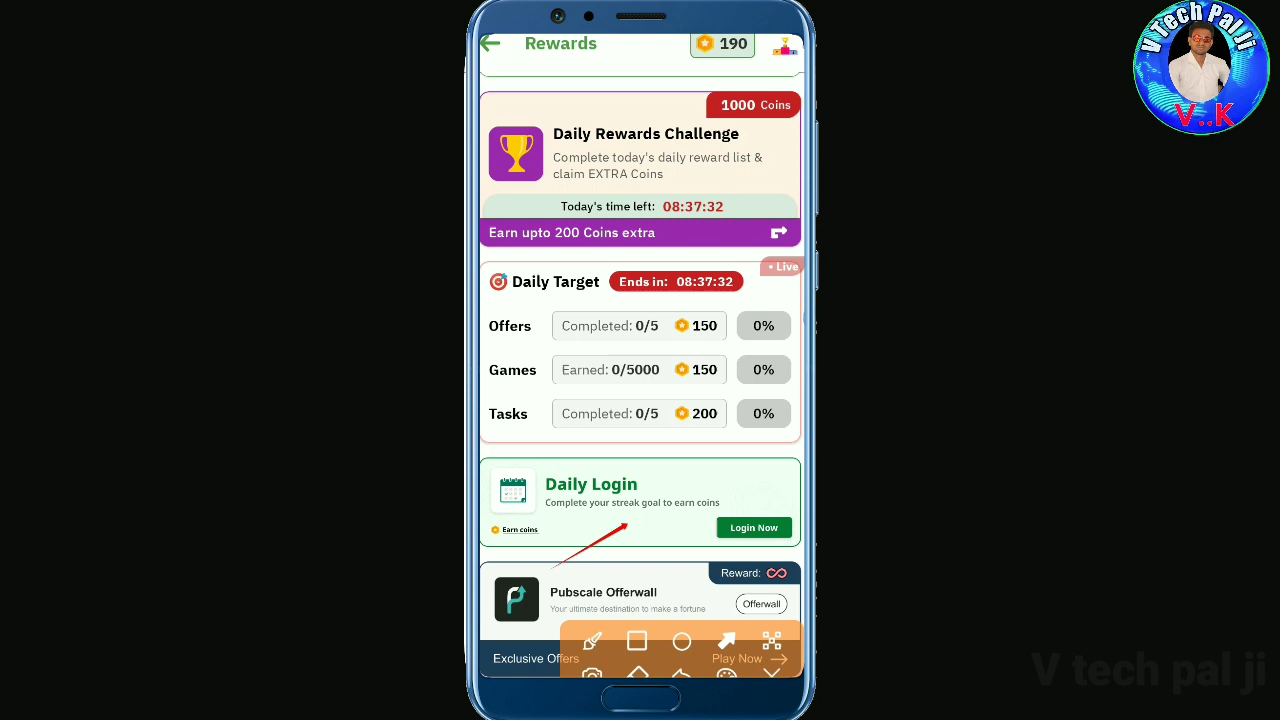 V Tech Pal Ji
V..K
Rewards
190
1000 Coins
Daily Rewards Challenge
Complete today's daily reward list &
claim EXTRA Coins
Today's time left: 08:37:32
Earn upto 200 Coins extra
• Live
Daily Target Ends in: 08:37:32
Offers Completed: 0/5 150 0%
Games Earned: 0/5000 150 0%
Tasks Completed: 0/5 200 0%
Daily Login
Complete your streak goal to earn coins
Earn coins Login Now
Reward:
Pubscale Offerwall
Your ultimate destination to make a fortune
Offerwall
Exclusive Offers Play Now
V tech pal ji